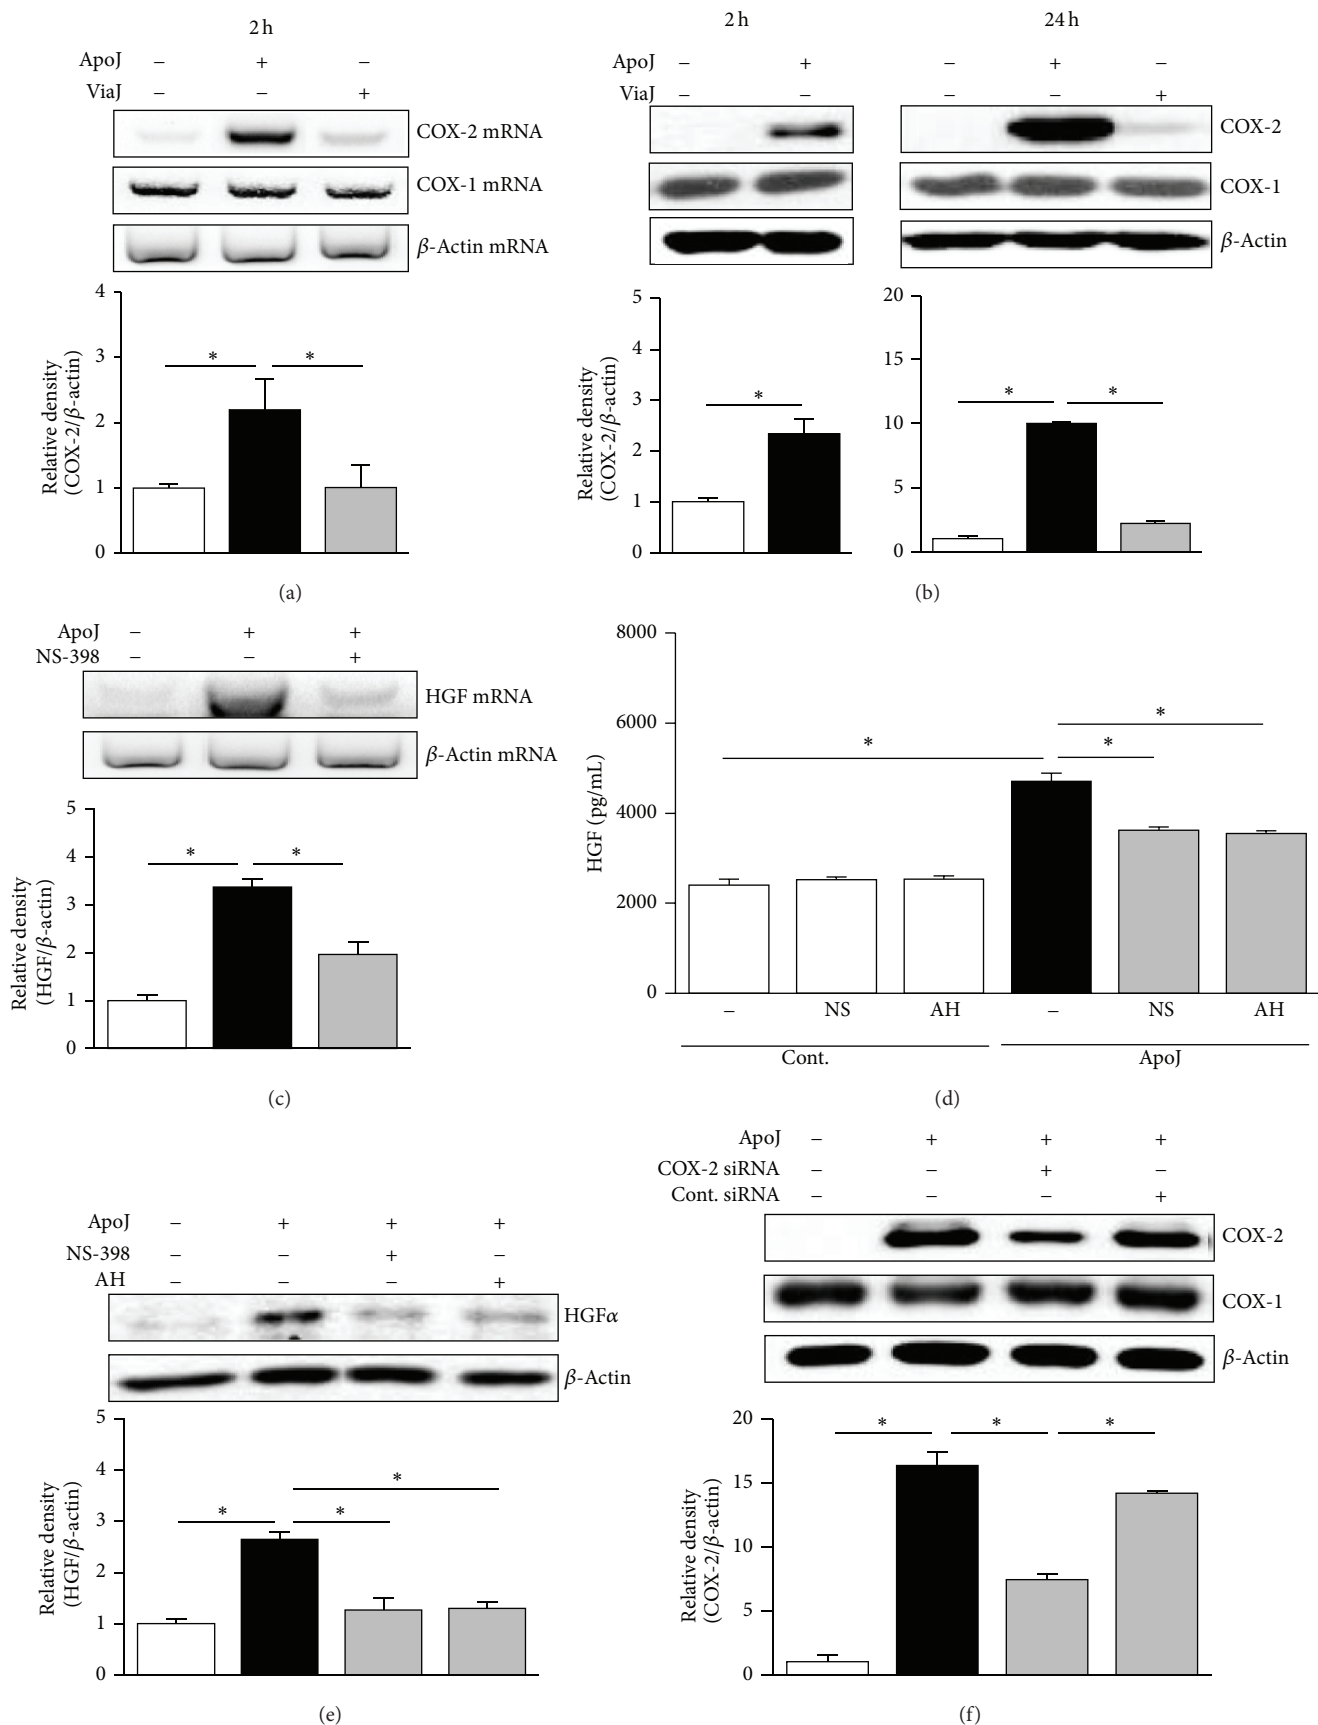 2 h
ApoJ − + −
ViaJ − − +
COX-2 mRNA
COX-1 mRNA
β-Actin mRNA
Relative density
(COX-2/β-actin)
4
3
2
1
0
* *
(a)
2 h 24 h
ApoJ − + − + −
ViaJ − − − − +
COX-2
COX-1
β-Actin
Relative density
(COX-2/β-actin)
5
4
3
2
1
0
*
20
15
10
5
0
* *
(b)
ApoJ − + +
NS-398 − − +
HGF mRNA
β-Actin mRNA
Relative density
(HGF/β-actin)
5
4
3
2
1
0
* *
(c)
HGF (pg/mL)
8000
6000
4000
2000
0
* * *
− NS AH − NS AH
Cont. ApoJ
(d)
ApoJ − + + +
NS-398 − − + −
AH − − − +
HGFα
β-Actin
Relative density
(HGF/β-actin)
5
4
3
2
1
0
* * *
(e)
ApoJ − + + +
COX-2 siRNA − − + −
Cont. siRNA − − − +
COX-2
COX-1
β-Actin
Relative density
(COX-2/β-actin)
20
15
10
5
0
* * *
(f)